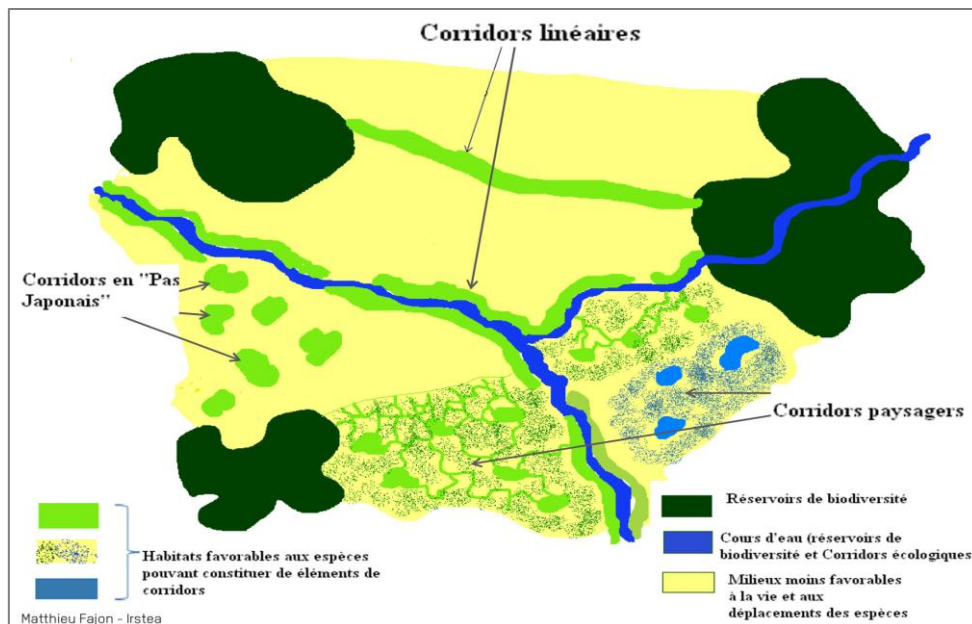 Corridors linéaires
Corridors en "Pas
Japonais"
Corridors paysagers
Habitats favorables aux espèces
pouvant constituer de éléments de
corridors
Réservoirs de biodiversité
Cours d'eau (réservoirs de
biodiversité et Corridors écologiques
Milieux moins favorables
à la vie et aux
déplacements des espèces
Matthieu Fajon - Irstea